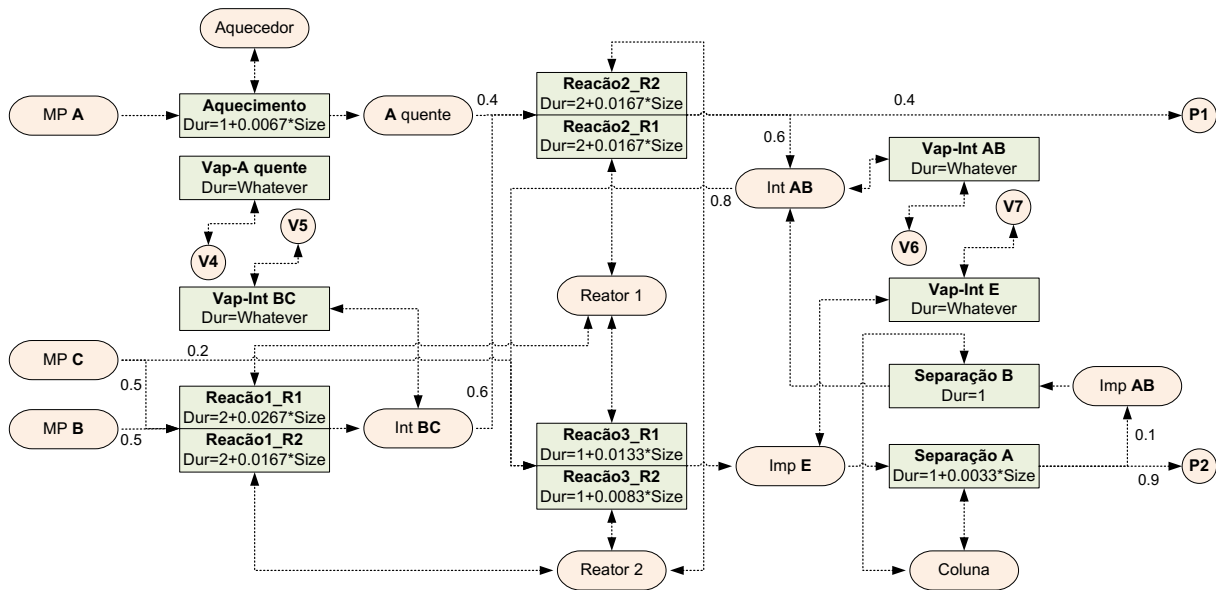 Aquecedor
MP A
Aquecimento
Dur=1+0.0067*Size
A quente
0.4
Reacão2_R2
Dur=2+0.0167*Size
Reacão2_R1
Dur=2+0.0167*Size
0.4
P1
0.6
Vap-A quente
Dur=Whatever
V4
V5
Int AB
0.8
Vap-Int AB
Dur=Whatever
V6
V7
Vap-Int BC
Dur=Whatever
Reator 1
Vap-Int E
Dur=Whatever
MP C
0.2
0.5
MP B
0.5
Reacão1_R1
Dur=2+0.0267*Size
Reacão1_R2
Dur=2+0.0167*Size
Int BC
0.6
Reacão3_R1
Dur=1+0.0133*Size
Reacão3_R2
Dur=1+0.0083*Size
Imp E
Separação B
Dur=1
Imp AB
0.1
Separação A
Dur=1+0.0033*Size
P2
0.9
Reator 2
Coluna